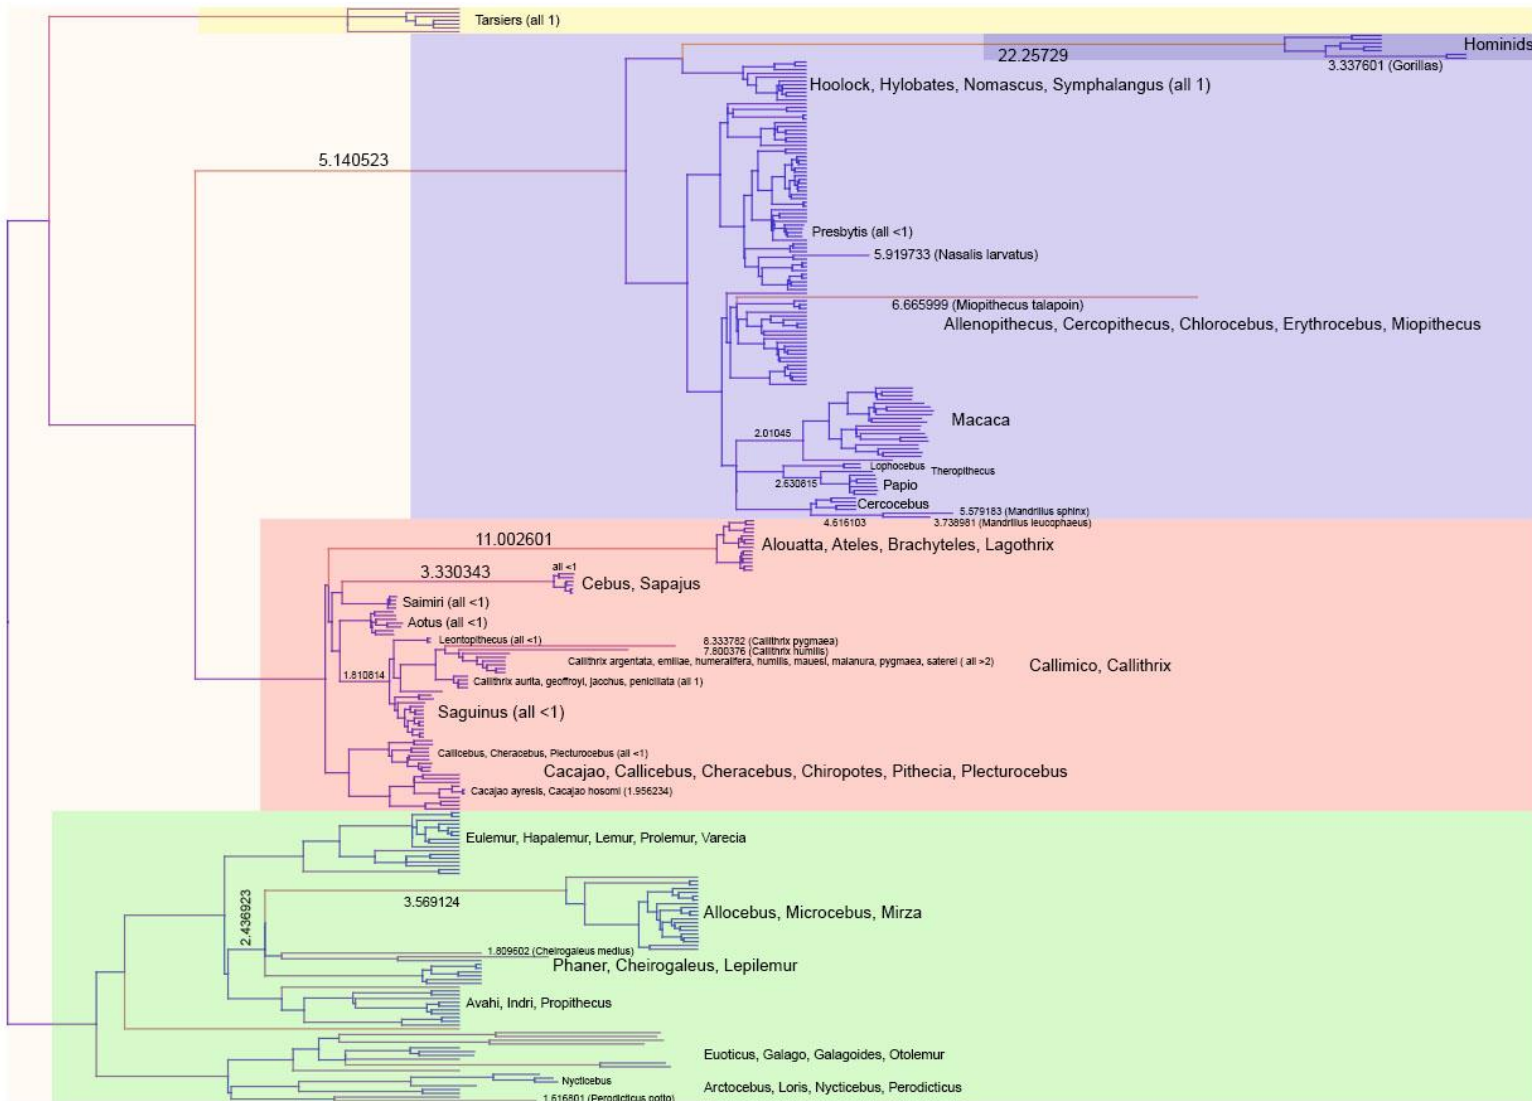 Tarsiers (all 1)
Hominids
22.25729
3.337601 (Gorillas)
Hoolock, Hylobates, Nomascus, Symphalangus (all 1)
5.140523
Presbytis (all <1)
5.919733 (Nasalis larvatus)
6.665999 (Miopithecus talapoin)
Allenopithecus, Cercopithecus, Chlorocebus, Erythrocebus, Miopithecus
Macaca
2.01045
Lophocebus
Theropithecus
2.630815
Papio
Cercocebus
5.579183 (Mandrillus sphinx)
4.616103
3.738981 (Mandrillus leucophaeus)
11.002601
Alouatta, Ateles, Brachyteles, Lagothrix
all <1
3.330343
Cebus, Sapajus
Saimiri (all <1)
Aotus (all <1)
Leontopithecus (all <1)
8.333782 (Callithrix pygmaea)
7.800376 (Callithrix humilis)
Callithrix argentata, emiliae, humeralifera, humilis, mauesi, melanura, pygmaea, saterei ( all >2)
Callimico, Callithrix
1.810814
Callithrix aurita, geoffroyi, jacchus, penicillata (all 1)
Saguinus (all <1)
Callicebus, Cheracebus, Plecturocebus (all <1)
Cacajao, Callicebus, Cheracebus, Chiropotes, Pithecia, Plecturocebus
Cacajao ayresis, Cacajao hosomi (1.956234)
Eulemur, Hapalemur, Lemur, Prolemur, Varecia
2.436923
3.569124
Allocebus, Microcebus, Mirza
1.809602 (Cheirogaleus medius)
Phaner, Cheirogaleus, Lepilemur
Avahi, Indri, Propithecus
Euoticus, Galago, Galagoides, Otolemur
Nycticebus
Arctocebus, Loris, Nycticebus, Perodicticus
1.616801 (Perodicticus potto)